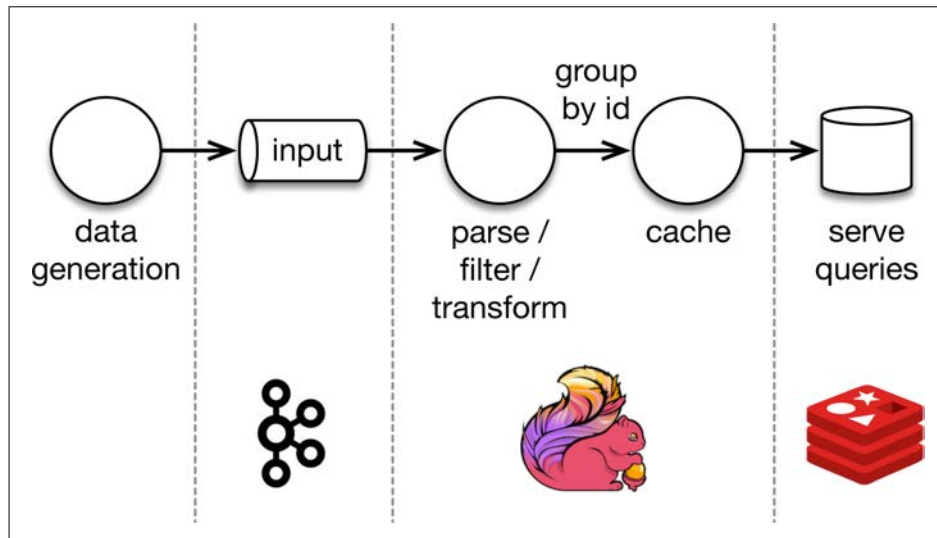 data
generation
input
parse /
filter /
transform
group
by id
cache
serve
queries